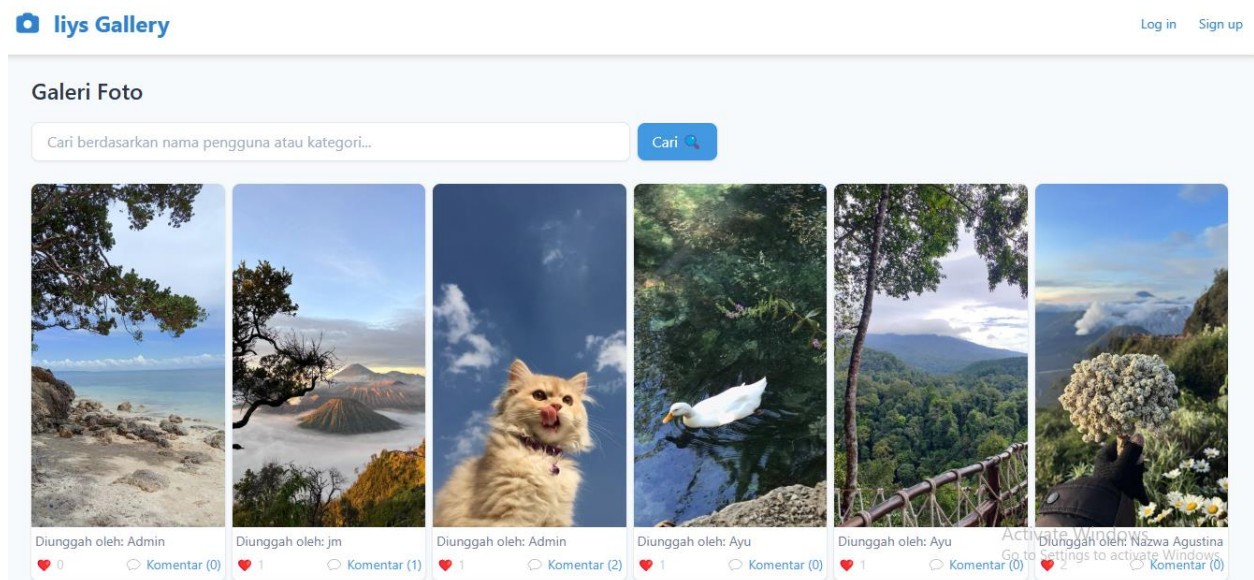 liys Gallery
Log in
Sign up
Galeri Foto
Cari berdasarkan nama pengguna atau kategori...
Cari
Diunggah oleh: Admin
0
Komentar (0)
Diunggah oleh: jm
1
Komentar (1)
Diunggah oleh: Admin
1
Komentar (2)
Diunggah oleh: Ayu
1
Komentar (0)
Diunggah oleh: Ayu
1
Komentar (0)
Diunggah oleh: Nazwa Agustina
2
Komentar (0)
Activate Windows
Go to Settings to activate Windows.